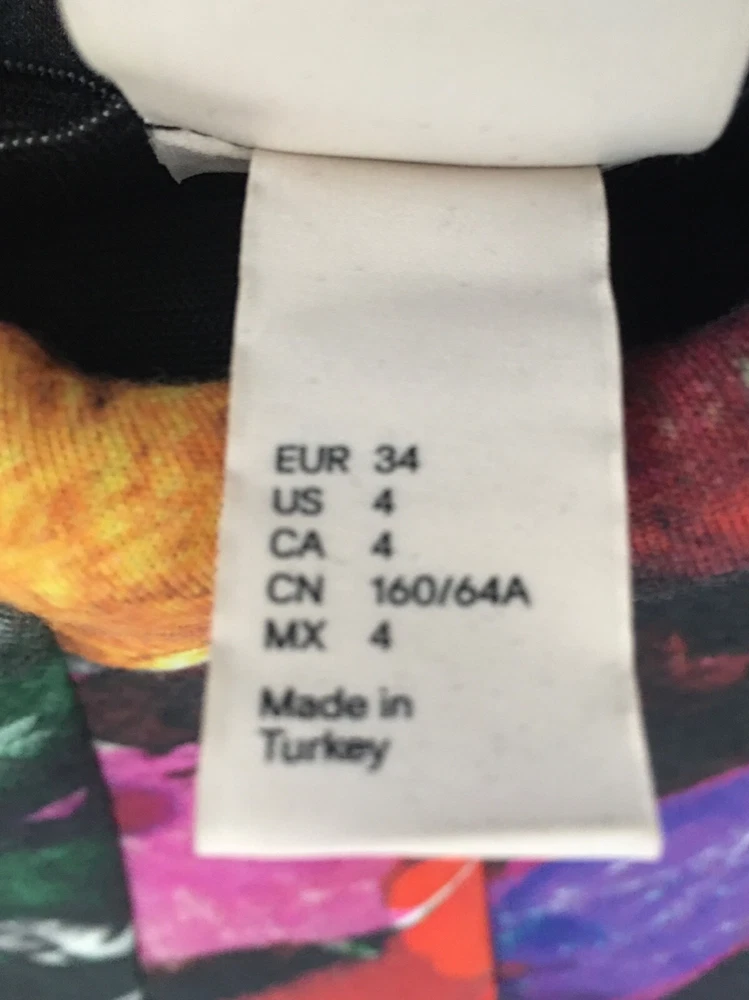 EUR 34
US 4
CA 4
CN 160/64A
MX 4
Made in
Turkey